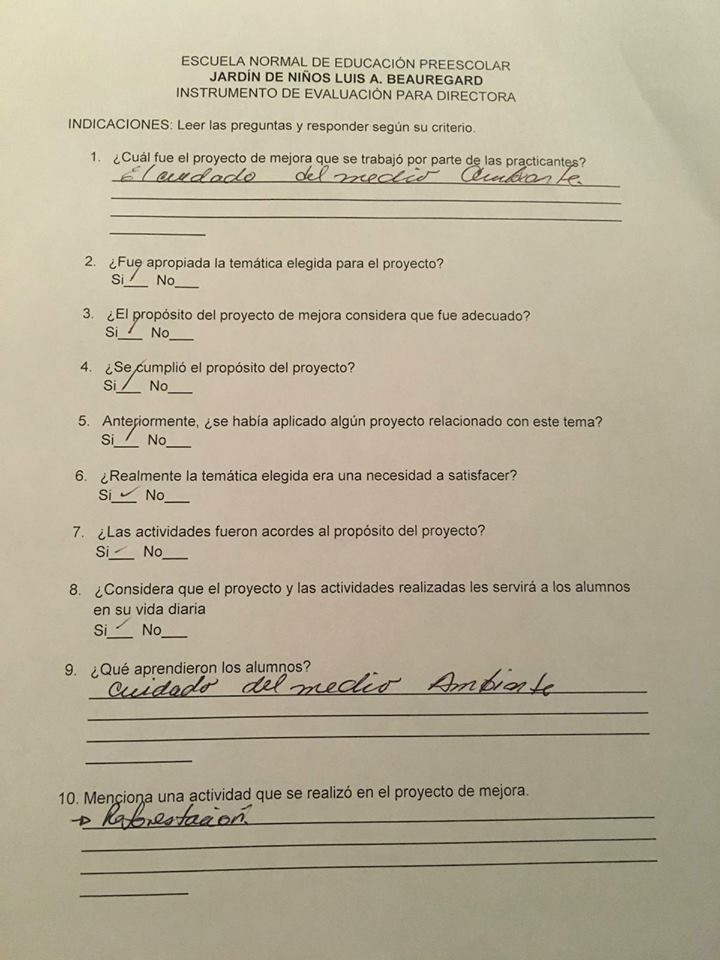 ESCUELA NORMAL DE EDUCACIÓN PREESCOLAR
JARDÍN DE NIÑOS LUIS A. BEAUREGARD
INSTRUMENTO DE EVALUACIÓN PARA DIRECTORA
INDICACIONES: Leer las preguntas y responder según su criterio.
1. ¿Cuál fue el proyecto de mejora que se trabajó por parte de las practicantes?
El cuidado del medio Ambiente.
2. ¿Fue apropiada la temática elegida para el proyecto?
Si_/_ No___
3. ¿El propósito del proyecto de mejora considera que fue adecuado?
Si_/_ No___
4. ¿Se cumplió el propósito del proyecto?
Si_/_ No___
5. Anteriormente, ¿se había aplicado algún proyecto relacionado con este tema?
Si_/_ No___
6. ¿Realmente la temática elegida era una necesidad a satisfacer?
Si_✓_ No___
7. ¿Las actividades fueron acordes al propósito del proyecto?
Si_✓_ No___
8. ¿Considera que el proyecto y las actividades realizadas les servirá a los alumnos
en su vida diaria
Si_✓_ No___
9. ¿Qué aprendieron los alumnos?
Cuidado del medio Ambiente
10. Menciona una actividad que se realizó en el proyecto de mejora.
→ Reforestación